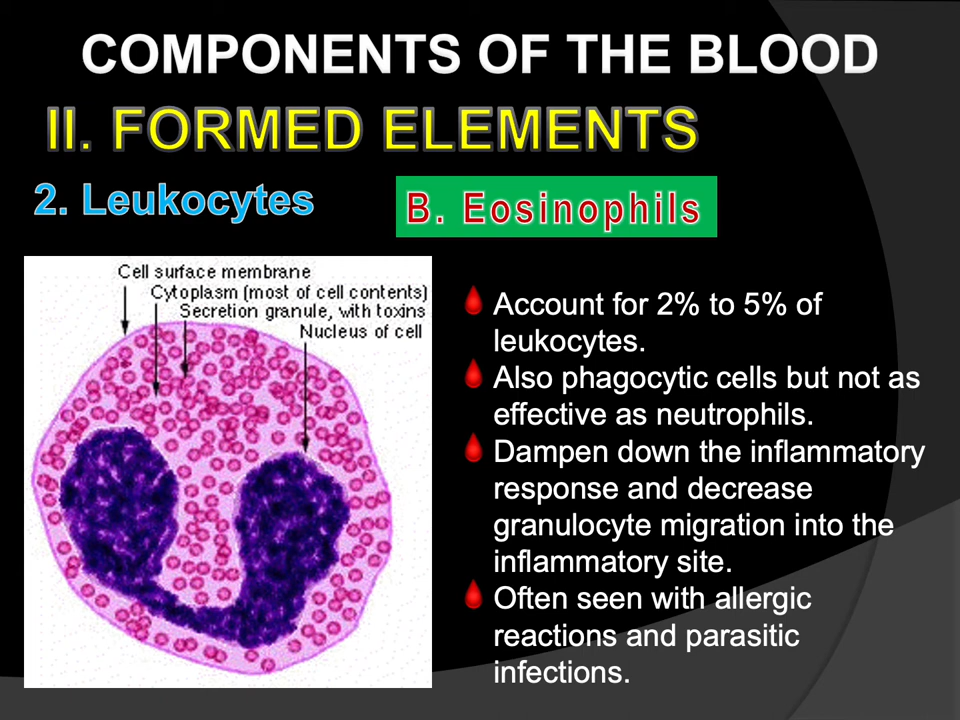 COMPONENTS OF THE BLOOD
II. FORMED ELEMENTS
2. Leukocytes
B. Eosinophils
Cell surface membrane
Cytoplasm (most of cell contents)
Secretion granule, with toxins
Nucleus of cell
Account for 2% to 5% of
leukocytes.
Also phagocytic cells but not as
effective as neutrophils.
Dampen down the inflammatory
response and decrease
granulocyte migration into the
inflammatory site.
Often seen with allergic
reactions and parasitic
infections.